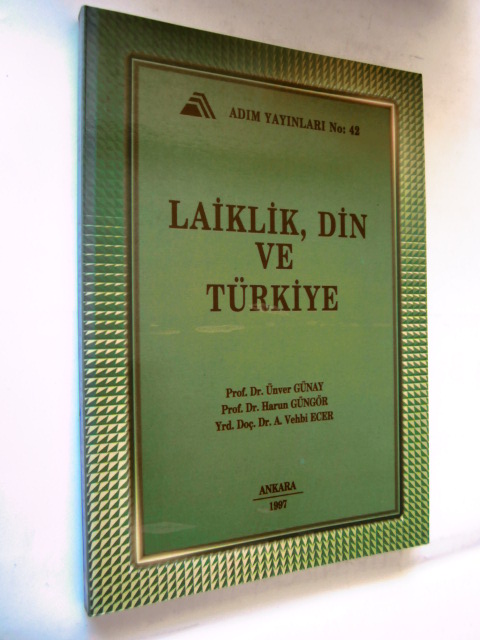 ADIM YAYINLARI No: 42
LAİKLİK, DİN
VE
TÜRKİYE
Prof. Dr. Ünver GÜNAY
Prof. Dr. Harun GÜNGÖR
Yrd. Doç. Dr. A. Vehbi ECER
ANKARA
1997